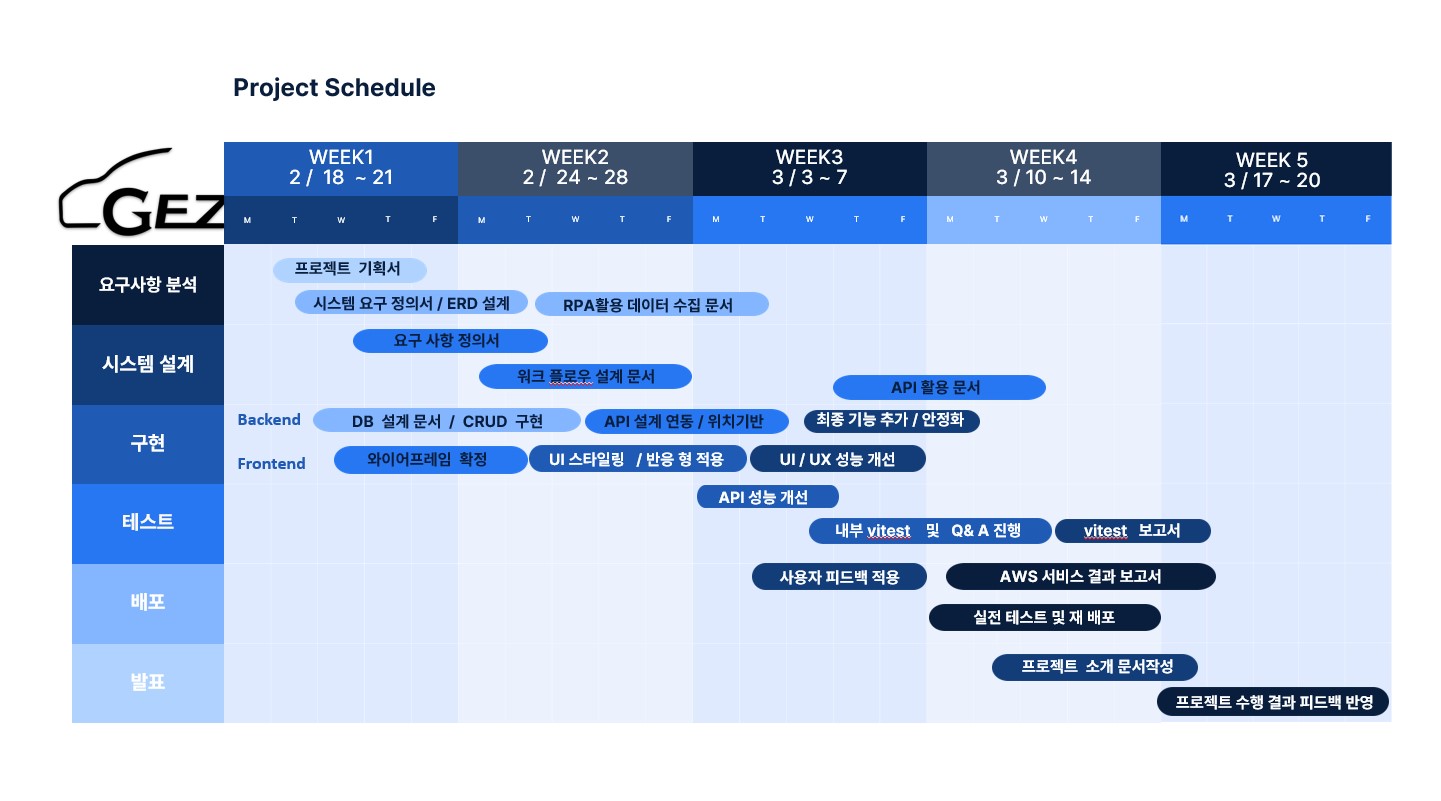 Project Schedule
GEZ
WEEK1
2 / 18 ~ 21
WEEK2
2 / 24 ~ 28
WEEK3
3 / 3 ~ 7
WEEK4
3 / 10 ~ 14
WEEK 5
3 / 17 ~ 20
M T W T F M T W T F M T W T F M T W T F M T W T F
요구사항 분석
프로젝트 기획서
시스템 요구 정의서 / ERD 설계
RPA활용 데이터 수집 문서
시스템 설계
요구 사항 정의서
워크 플로우 설계 문서
API 활용 문서
구현
Backend
DB 설계 문서 / CRUD 구현
API 설계 연동 / 위치기반
최종 기능 추가 / 안정화
Frontend
와이어프레임 확정
UI 스타일링 / 반응 형 적용
UI / UX 성능 개선
테스트
API 성능 개선
내부 vitest 및 Q& A 진행
vitest 보고서
배포
사용자 피드백 적용
AWS 서비스 결과 보고서
실전 테스트 및 재 배포
발표
프로젝트 소개 문서작성
프로젝트 수행 결과 피드백 반영